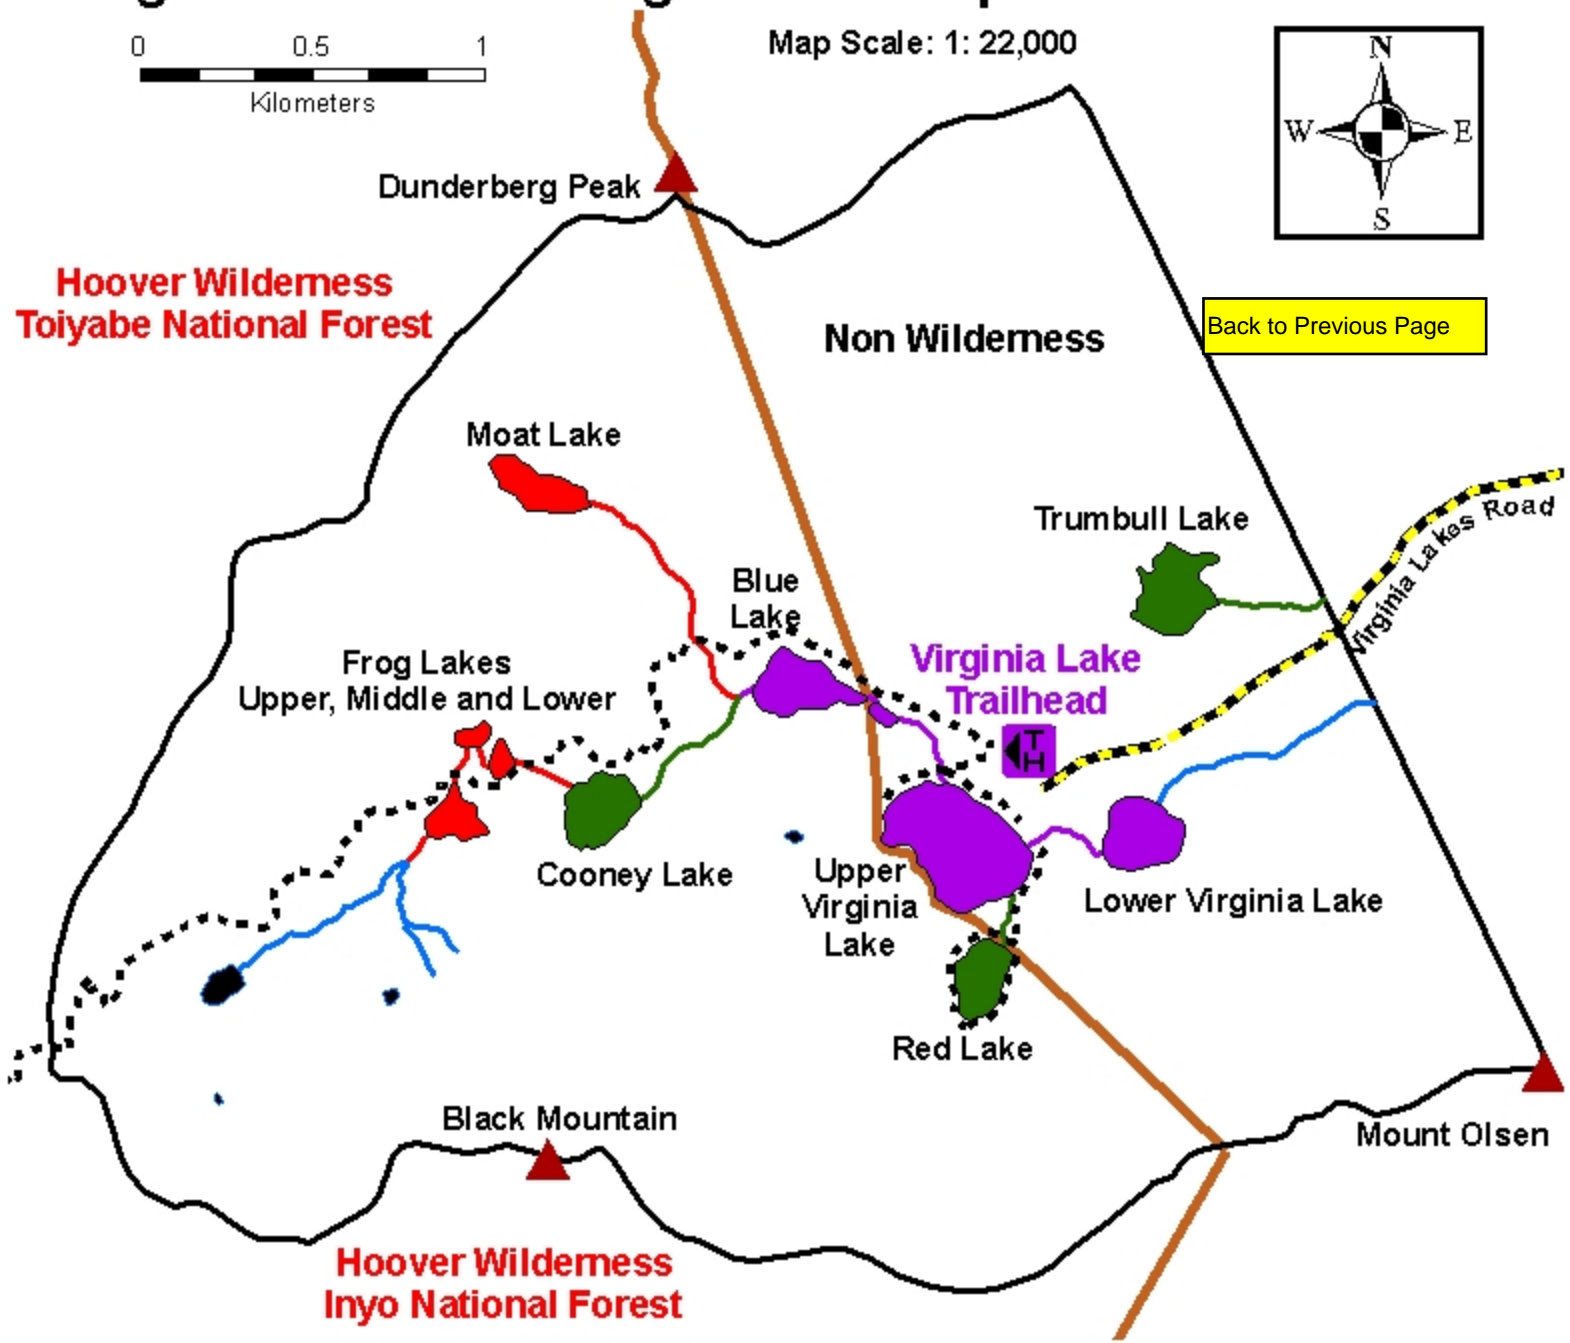 0 0.5 1
Kilometers
Map Scale: 1: 22,000
N
W E
S
Dunderberg Peak
Hoover Wilderness
Toiyabe National Forest
Back to Previous Page
Non Wilderness
Moat Lake
Trumbull Lake
Virginia Lakes Road
Blue
Lake
Virginia Lake
Trailhead
TH
Frog Lakes
Upper, Middle and Lower
Cooney Lake
Upper
Virginia
Lake
Lower Virginia Lake
Red Lake
Black Mountain
Mount Olsen
Hoover Wilderness
Inyo National Forest